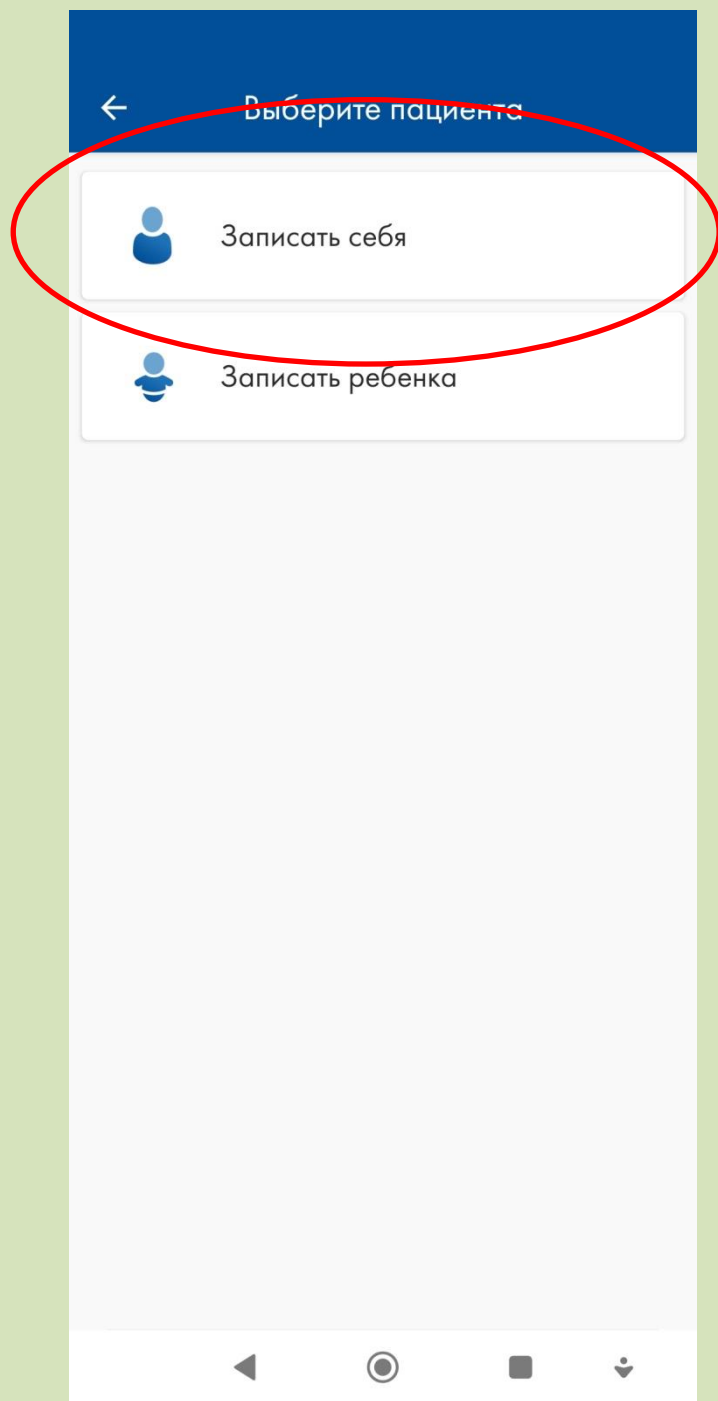 Выберите пациента
Записать себя
Записать ребенка